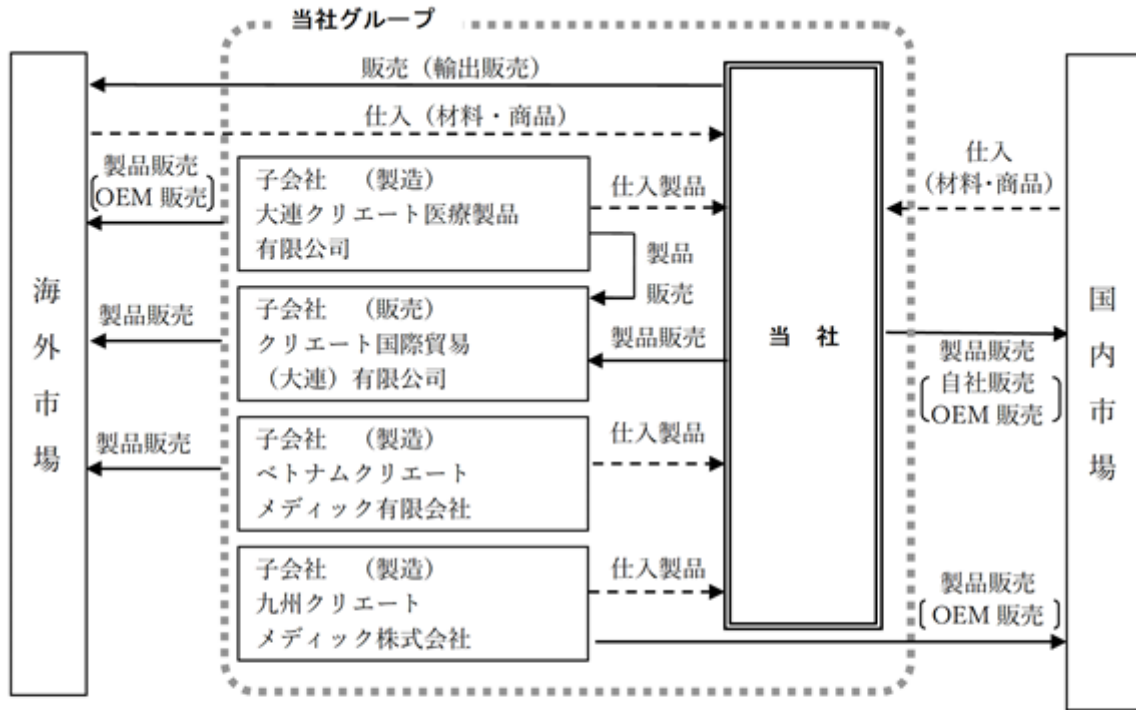 当社グループ
販売（輸出販売）
仕入（材料・商品）
製品販売
〔OEM 販売〕
子会社　（製造）
大連クリエート医療製品
有限公司
仕入製品
製品
販売
製品販売
子会社　（販売）
クリエート国際貿易
（大連）有限公司
製品販売
製品販売
子会社　（製造）
ベトナムクリエート
メディック有限会社
仕入製品
子会社　（製造）
九州クリエート
メディック株式会社
仕入製品
海外市場
当　社
仕入
（材料・商品）
製品販売
自社販売
OEM 販売
製品販売
〔OEM 販売〕
国内市場